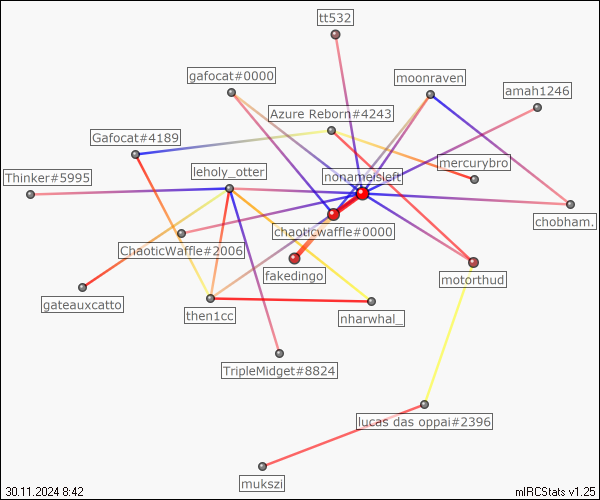 tt532
gafocat#0000
moonraven
amah1246
Azure Reborn#4243
Gafocat#4189
mercurybro
leholy_otter
nonameisleft
Thinker#5995
chobham.
chaoticwaffle#0000
ChaoticWaffle#2006
fakedingo
motorthud
gateauxcatto
then1cc
nharwhal_
TripleMidget#8824
lucas das oppai#2396
mukszi
30.11.2024 8:42
mIRCStats v1.25